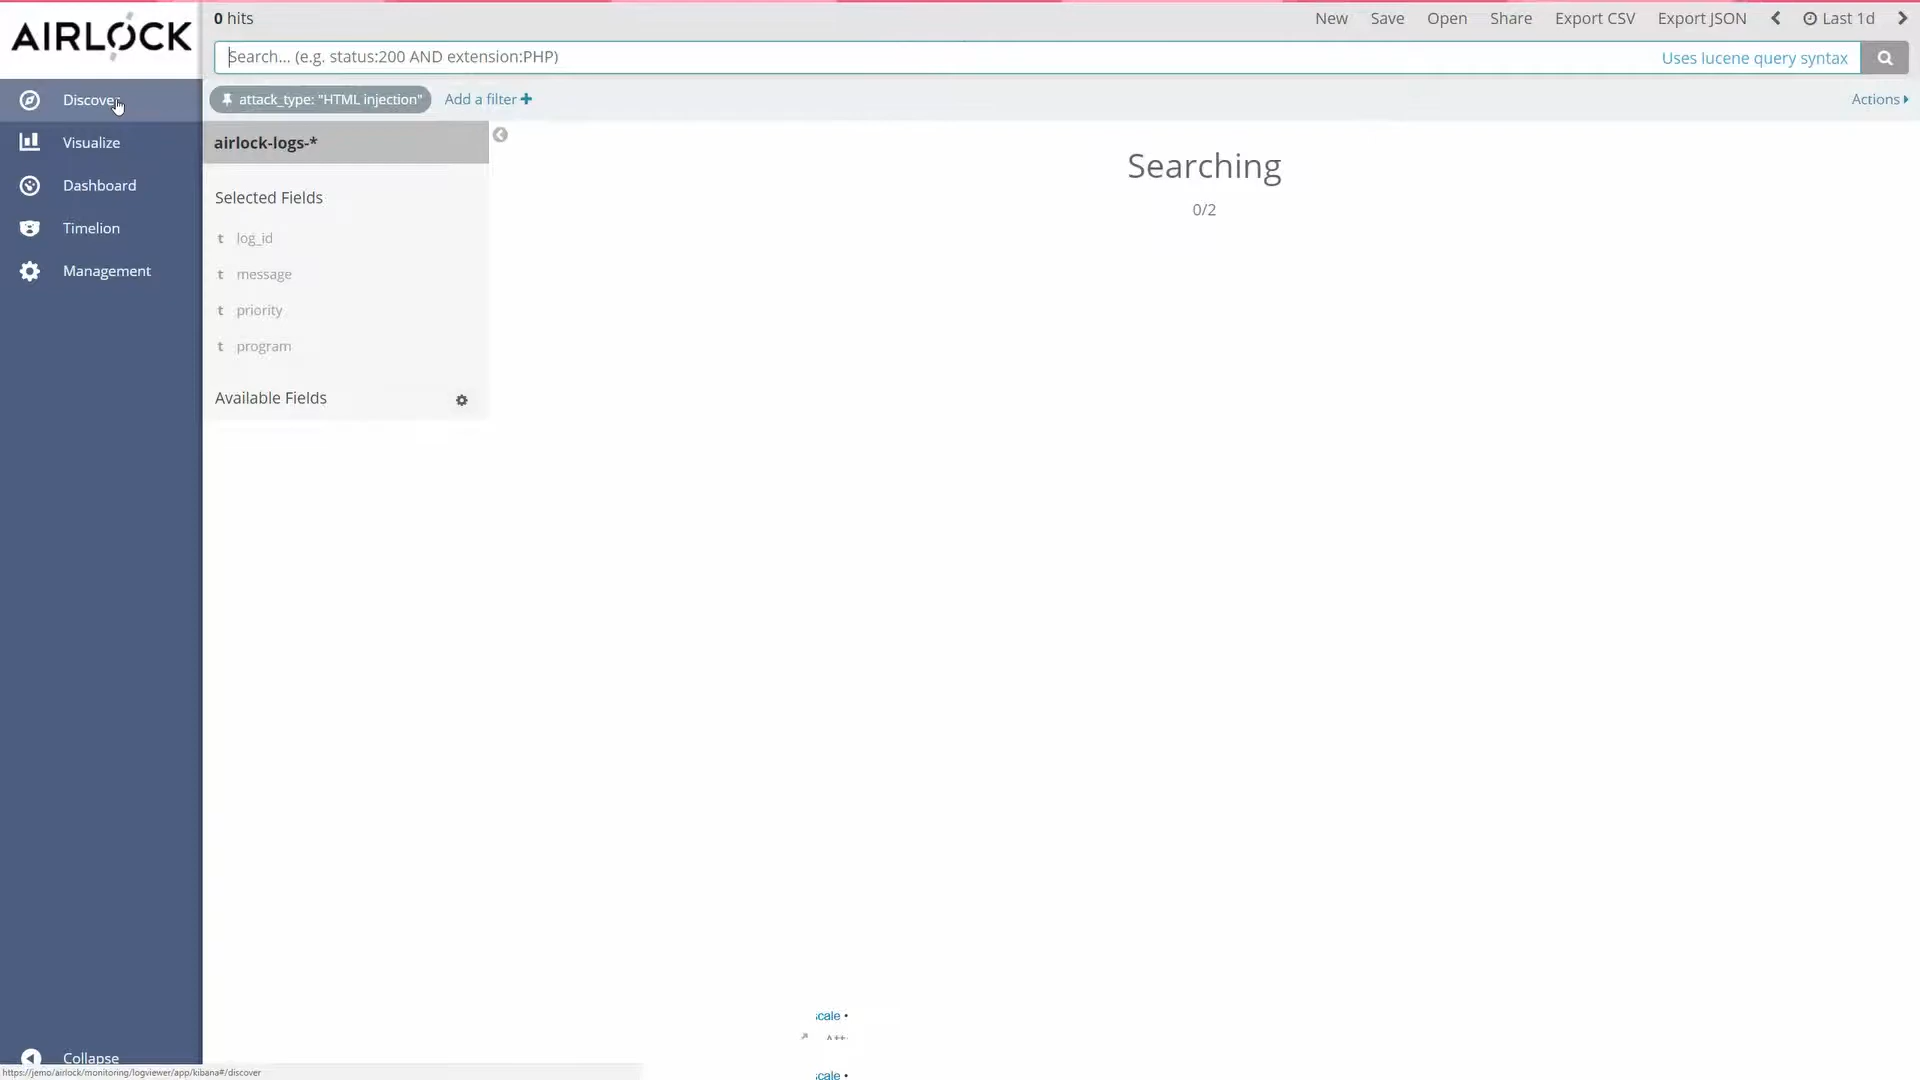 AIRLOCK
0 hits
New Save Open Share Export CSV Export JSON Last 1d
Search... (e.g. status:200 AND extension:PHP)
Uses lucene query syntax
attack_type: "HTML injection"
Add a filter
Actions
Discover
Visualize
Dashboard
Timelion
Management
airlock-logs-*
Selected Fields
t log_id
t message
t priority
t program
Available Fields
Searching
0/2
scale
scale
Collapse
https://jemo/airlock/monitoring/logviewer/app/kibana#/discover